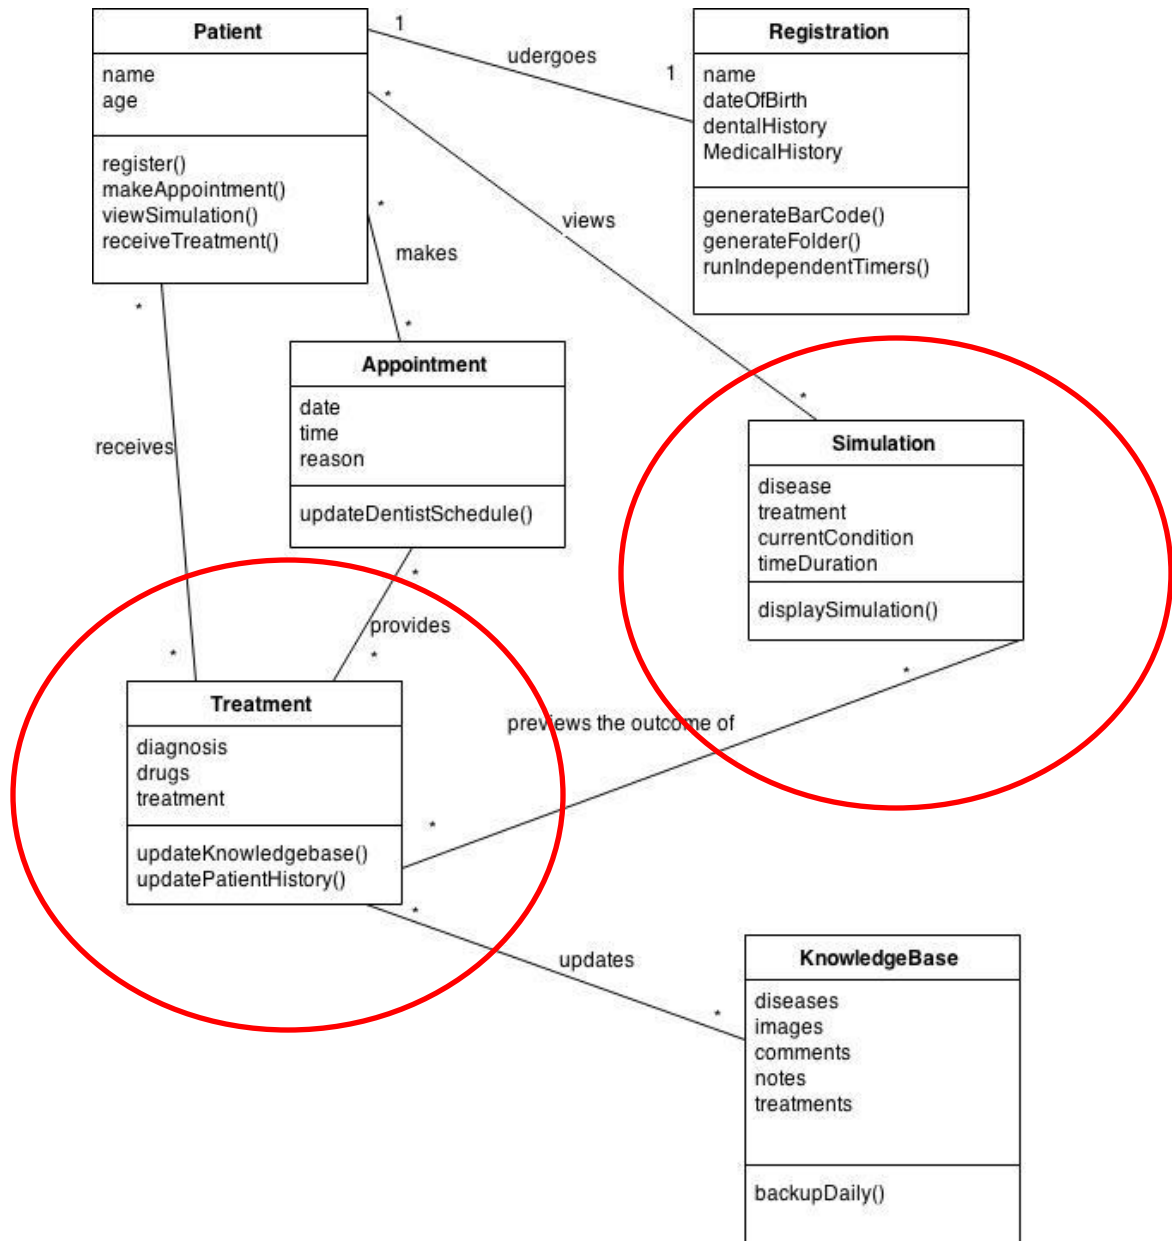 Patient
name
age
register()
makeAppointment()
viewSimulation()
receiveTreatment()
1
udergoes
1
Registration
name
dateOfBirth
dentalHistory
MedicalHistory
generateBarCode()
generateFolder()
runIndependentTimers()
*
views
*
*
makes
*
*
receives
*
Appointment
date
time
reason
updateDentistSchedule()
*
provides
*
Simulation
disease
treatment
currentCondition
timeDuration
displaySimulation()
*
previews the outcome of
*
Treatment
diagnosis
drugs
treatment
updateKnowledgebase()
updatePatientHistory()
*
updates
*
KnowledgeBase
diseases
images
comments
notes
treatments
backupDaily()